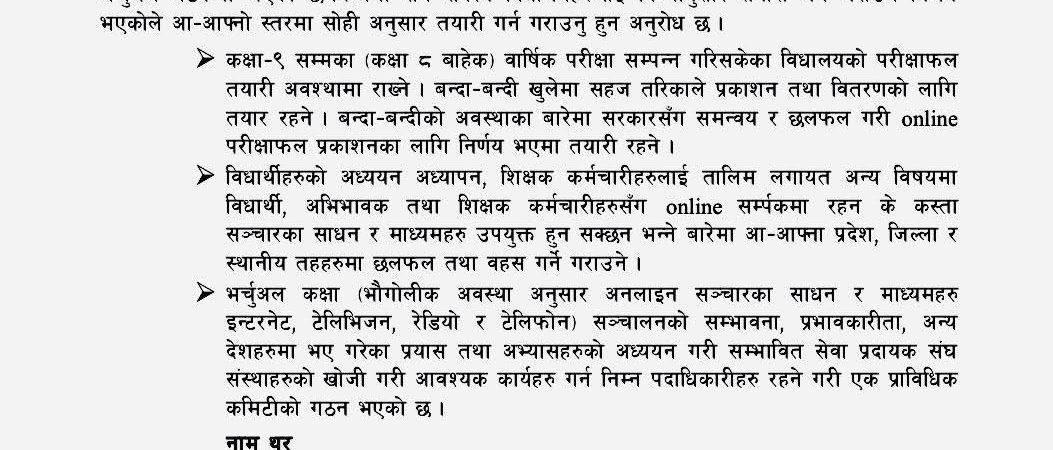 भएकोले आ-आफ्नो स्तरमा सोही अनुसार तयारी गर्न गराउनु हुन अनुरोध छ ।
➢ कक्षा-९ सम्मका (कक्षा ८ बाहेक) वार्षिक परीक्षा सम्पन्न गरिसकेका विधालयको परीक्षाफल
तयारी अवश्थामा राख्ने । बन्दा-बन्दी खुलेमा सहज तरिकाले प्रकाशन तथा वितरणको लागि
तयार रहने । बन्दा-बन्दीको अवस्थाका बारेमा सरकारसँग समन्वय र छलफल गरी online
परीक्षाफल प्रकाशनका लागि निर्णय भएमा तयारी रहने ।
➢ विधार्थीहरुको अध्ययन अध्यापन, शिक्षक कर्मचारीहरुलाई तालिम लगायत अन्य विषयमा
विधार्थी, अभिभावक तथा शिक्षक कर्मचारीहरुसँग online सर्म्पकमा रहन के कस्ता
सञ्चारका साधन र माध्यमहरु उपयुक्त हुन सक्छन भन्ने बारेमा आ-आफ्ना प्रदेश, जिल्ला र
स्थानीय तहहरुमा छलफल तथा वहस गर्ने गराउने ।
➢ भर्चुअल कक्षा (भौगोलीक अवस्था अनुसार अनलाइन सञ्चारका साधन र माध्यमहरु
इन्टरनेट, टेलिभिजन, रेडियो र टेलिफोन) सञ्चालनको सम्भावना, प्रभावकारीता, अन्य
देशहरुमा भए गरेका प्रयास तथा अभ्यासहरुको अध्ययन गरी सम्भावित सेवा प्रदायक संघ
संस्थाहरुको खोजी गरी आवश्यक कार्यहरु गर्न निम्न पदाधिकारीहरु रहने गरी एक प्राविधिक
कमिटीको गठन भएको छ ।
नाम थर